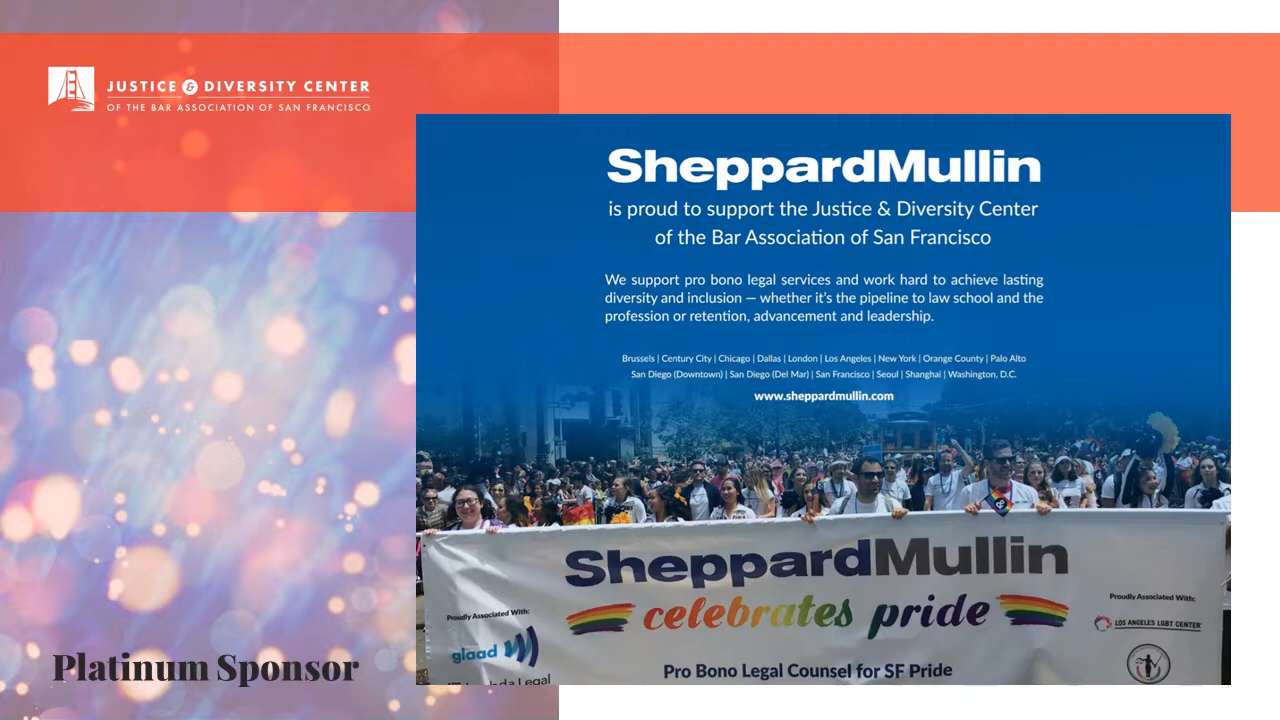 JUSTICE & DIVERSITY CENTER
OF THE BAR ASSOCIATION OF SAN FRANCISCO
SheppardMullin
is proud to support the Justice & Diversity Center
of the Bar Association of San Francisco
We support pro bono legal services and work hard to achieve lasting
diversity and inclusion — whether it's the pipeline to law school and the
profession or retention, advancement and leadership.
Brussels | Century City | Chicago | Dallas | London | Los Angeles | New York | Orange County | Palo Alto
San Diego (Downtown) | San Diego (Del Mar) | San Francisco | Seoul | Shanghai | Washington, D.C.
www.sheppardmullin.com
SheppardMullin
celebrates pride
Proudly Associated With:
glaad
Legal
Proudly Associated With:
LOS ANGELES LGBT CENTER
Pro Bono Legal Counsel for SF Pride
Platinum Sponsor